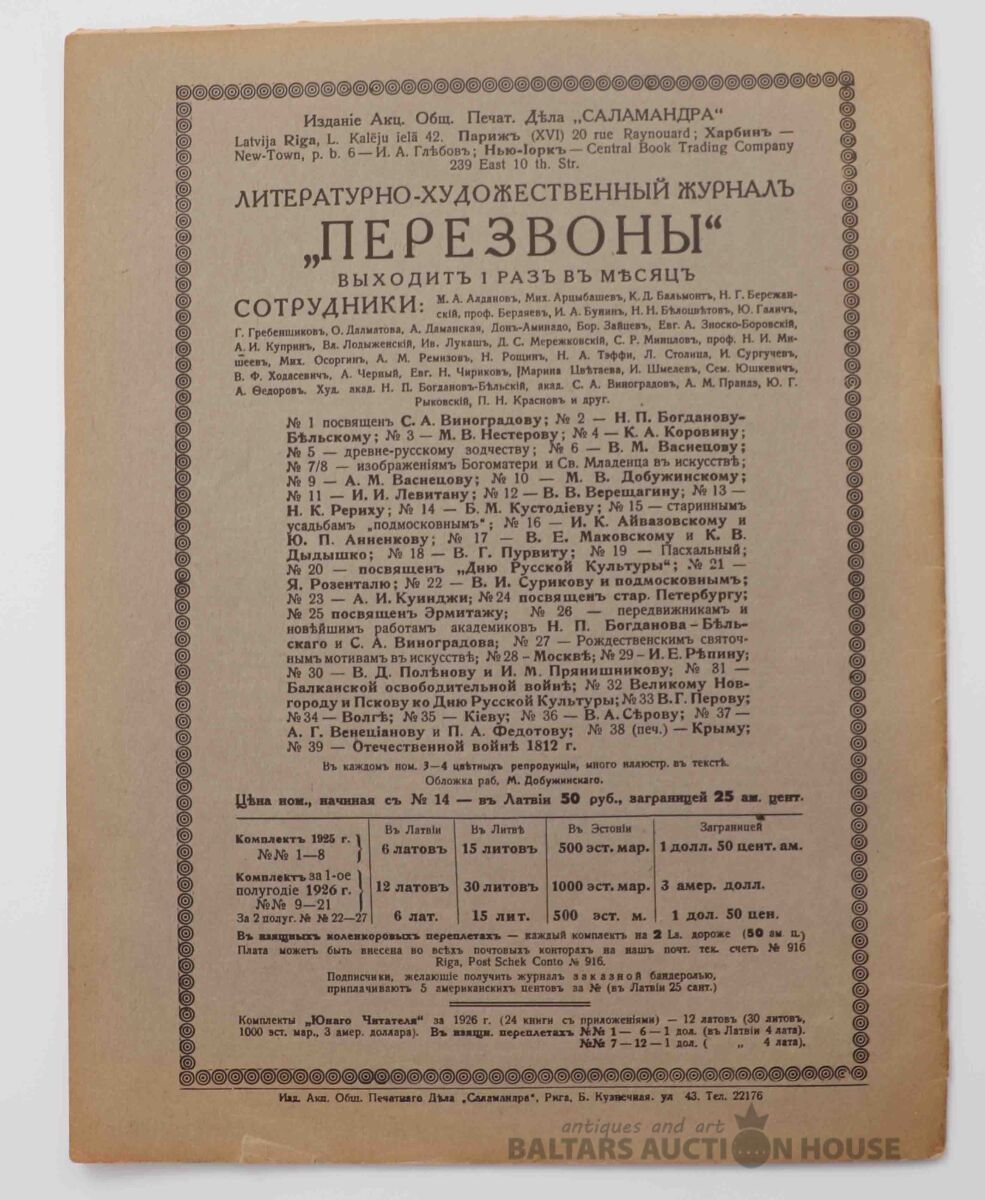 Изданіе Акц. Общ. Печат. Дѣла „САЛАМАНДРА“
Latvija Rīga, L. Kalēju ielā 42. Парижъ (XVI) 20 rue Raynouard; Харбинъ —
New-Town, p. b. 6 — И. А. Глѣбовъ; Нью-Іоркъ — Central Book Trading Company
239 East 10 th. Str.
ЛИТЕРАТУРНО-ХУДОЖЕСТВЕННЫЙ ЖУРНАЛЪ
„ПЕРЕЗВОНЫ“
ВЫХОДИТЪ 1 РАЗЪ ВЪ МѢСЯЦЪ
СОТРУДНИКИ: М. А. Алдановъ, Мих. Арцыбашевъ, К. Д. Бальмонтъ, Н. Г. Бережан-
скій, проф. Бердяевъ, И. А. Бунинъ, Н. Н. Бѣлоцвѣтовъ, Ю. Галичъ,
Г. Гребенщиковъ, О. Далматова, А. Даманская, Донъ-Аминадо, Бор. Зайцевъ, Евг. А. Зноско-Боровскій,
А. И. Купринъ, Вл. Лодыженскій, Ив. Лукашъ, Д. С. Мережковскій, С. Р. Минцловъ, проф. Н. И. Ми-
шеевъ, Мих. Осоргинъ, А. М. Ремизовъ, Н. Рощинъ, Н. А. Тэффи, Л. Столица, И. Сургучевъ,
В. Ф. Ходасевичъ, А. Черный, Евг. Н. Чириковъ, Марина Цвѣтаева, И. Шмелевъ, Сем. Юшкевичъ,
А. Ѳедоровъ. Худ. акад. Н. П. Богдановъ-Бѣльскій, акад. С. А. Виноградовъ, А. М. Прандэ, Ю. Г.
Рыковскій, П. Н. Красновъ и друг.
№ 1 посвященъ С. А. Виноградову; № 2 — Н. П. Богданову-
Бѣльскому; № 3 — М. В. Нестерову; № 4 — К. А. Коровину;
№ 5 — древне-русскому зодчеству; № 6 — В. М. Васнецову;
№ 7/8 — изображеніямъ Богоматери и Св. Младенца въ искусствѣ;
№ 9 — А. М. Васнецову; № 10 — М. В. Добужинскому;
№ 11 — И. И. Левитану; № 12 — В. В. Верещагину; № 13 —
Н. К. Рериху; № 14 — Б. М. Кустодіеву; № 15 — стариннымъ
усадьбамъ „подмосковнымъ“; № 16 — И. К. Айвазовскому и
Ю. П. Анненкову; № 17 — В. Е. Маковскому и К. В.
Дыдышко; № 18 — В. Г. Пурвиту; № 19 — Пасхальный;
№ 20 — посвященъ „Дню Русской Культуры“; № 21 —
Я. Розенталю; № 22 — В. И. Сурикову и подмосковнымъ;
№ 23 — А. И. Куинджи; № 24 посвященъ стар. Петербургу;
№ 25 посвященъ Эрмитажу; № 26 — передвижникамъ и
новѣйшимъ работамъ академиковъ Н. П. Богданова-Бѣль-
скаго и С. А. Виноградова; № 27 — Рождественскимъ святоч-
нымъ мотивамъ въ искусствѣ; № 28 – Москвѣ; № 29 – И. Е. Рѣпину;
№ 30 — В. Д. Полѣнову и И. М. Прянишникову; № 31 —
Балканской освободительной войнѣ; № 32 Великому Нов-
городу и Пскову ко Дню Русской Культуры; № 33 В. Г. Перову;
№ 34 — Волгѣ; № 35 — Кіеву; № 36 — В. А. Сѣрову; № 37 —
А. Г. Венеціанову и П. А. Федотову; № 38 (печ.) — Крыму;
№ 39 — Отечественной войнѣ 1812 г.
Въ каждомъ ном. 3—4 цвѣтныхъ репродукціи, много иллюстр. въ текстѣ.
Обложка раб. М. Добужинскаго.
Цѣна ном., начиная съ № 14 — въ Латвіи 50 руб., заграницей 25 ам. цент.
Въ Латвіи Въ Литвѣ Въ Эстоніи Заграницей
Комплектъ 1925 г. №№ 1—8 6 латовъ 15 литовъ 500 эст. мар. 1 долл. 50 цент. ам.
Комплектъ за 1-ое
полугодіе 1926 г. 12 латовъ 30 литовъ 1000 эст. мар. 3 амер. долл.
№№ 9—21
За 2 полуг. № № 22—27 6 лат. 15 лит. 500 эст. м. 1 дол. 50 цен.
Въ изящныхъ коленкоровыхъ переплетахъ — каждый комплектъ на 2 Ls. дороже (50 ам. ц.)
Плата можетъ быть внесена во всѣхъ почтовыхъ конторахъ на нашъ почт. тек. счетъ № 916
Rīga, Post Schek Conto № 916.
Подписчики, желающіе получить журналъ заказной бандеролью,
приплачиваютъ 5 американскихъ центовъ за № (въ Латвіи 25 сант.)
Комплекты „Юнаго Читателя“ за 1926 г. (24 книги съ приложеніями) — 12 латовъ (30 литовъ,
1000 эст. мар., 3 амер. доллара). Въ изящн. переплетахъ №№ 1 — 6 — 1 дол. (въ Латвіи 4 лата).
№№ 7 — 12 — 1 дол. ( „ 4 лата).
Изд. Акц. Общ. Печатнаго Дѣла „Саламандра“, Рига, Б. Кузнечная. ул 43. Тел. 22176
antiques and art
BALTARS AUCTION HOUSE